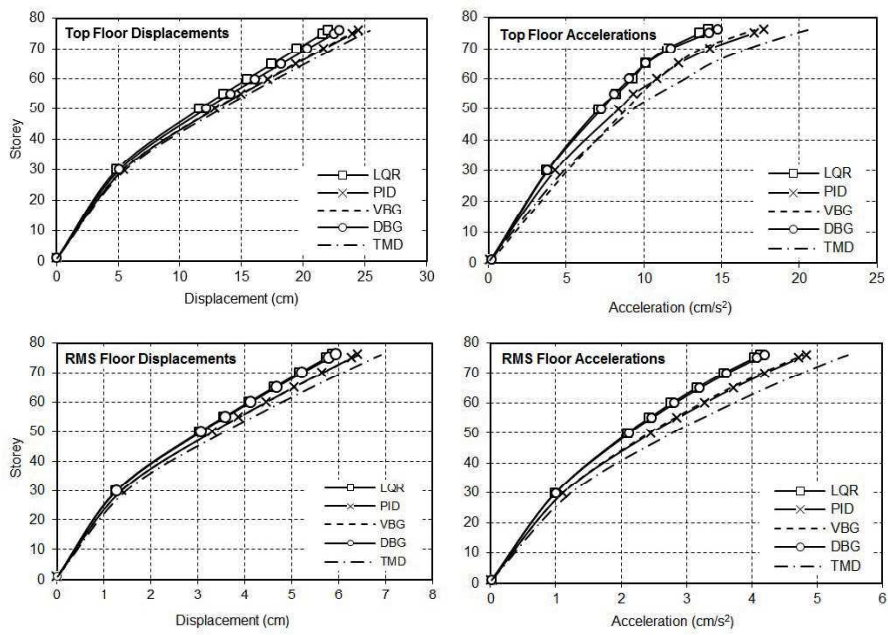 Top Floor Displacements
80
70
60
50
40
30
20
10
0
Storey
0 5 10 15 20 25 30
Displacement (cm)
LQR
PID
VBG
DBG
TMD
Top Floor Accelerations
80
70
60
50
40
30
20
10
0
0 5 10 15 20 25
Acceleration (cm/s²)
LQR
PID
VBG
DBG
TMD
RMS Floor Displacements
80
70
60
50
40
30
20
10
0
Storey
0 1 2 3 4 5 6 7 8
Displacement (cm)
LQR
PID
VBG
DBG
TMD
RMS Floor Accelerations
80
70
60
50
40
30
20
10
0
0 1 2 3 4 5 6
Acceleration (cm/s²)
LQR
PID
VBG
DBG
TMD